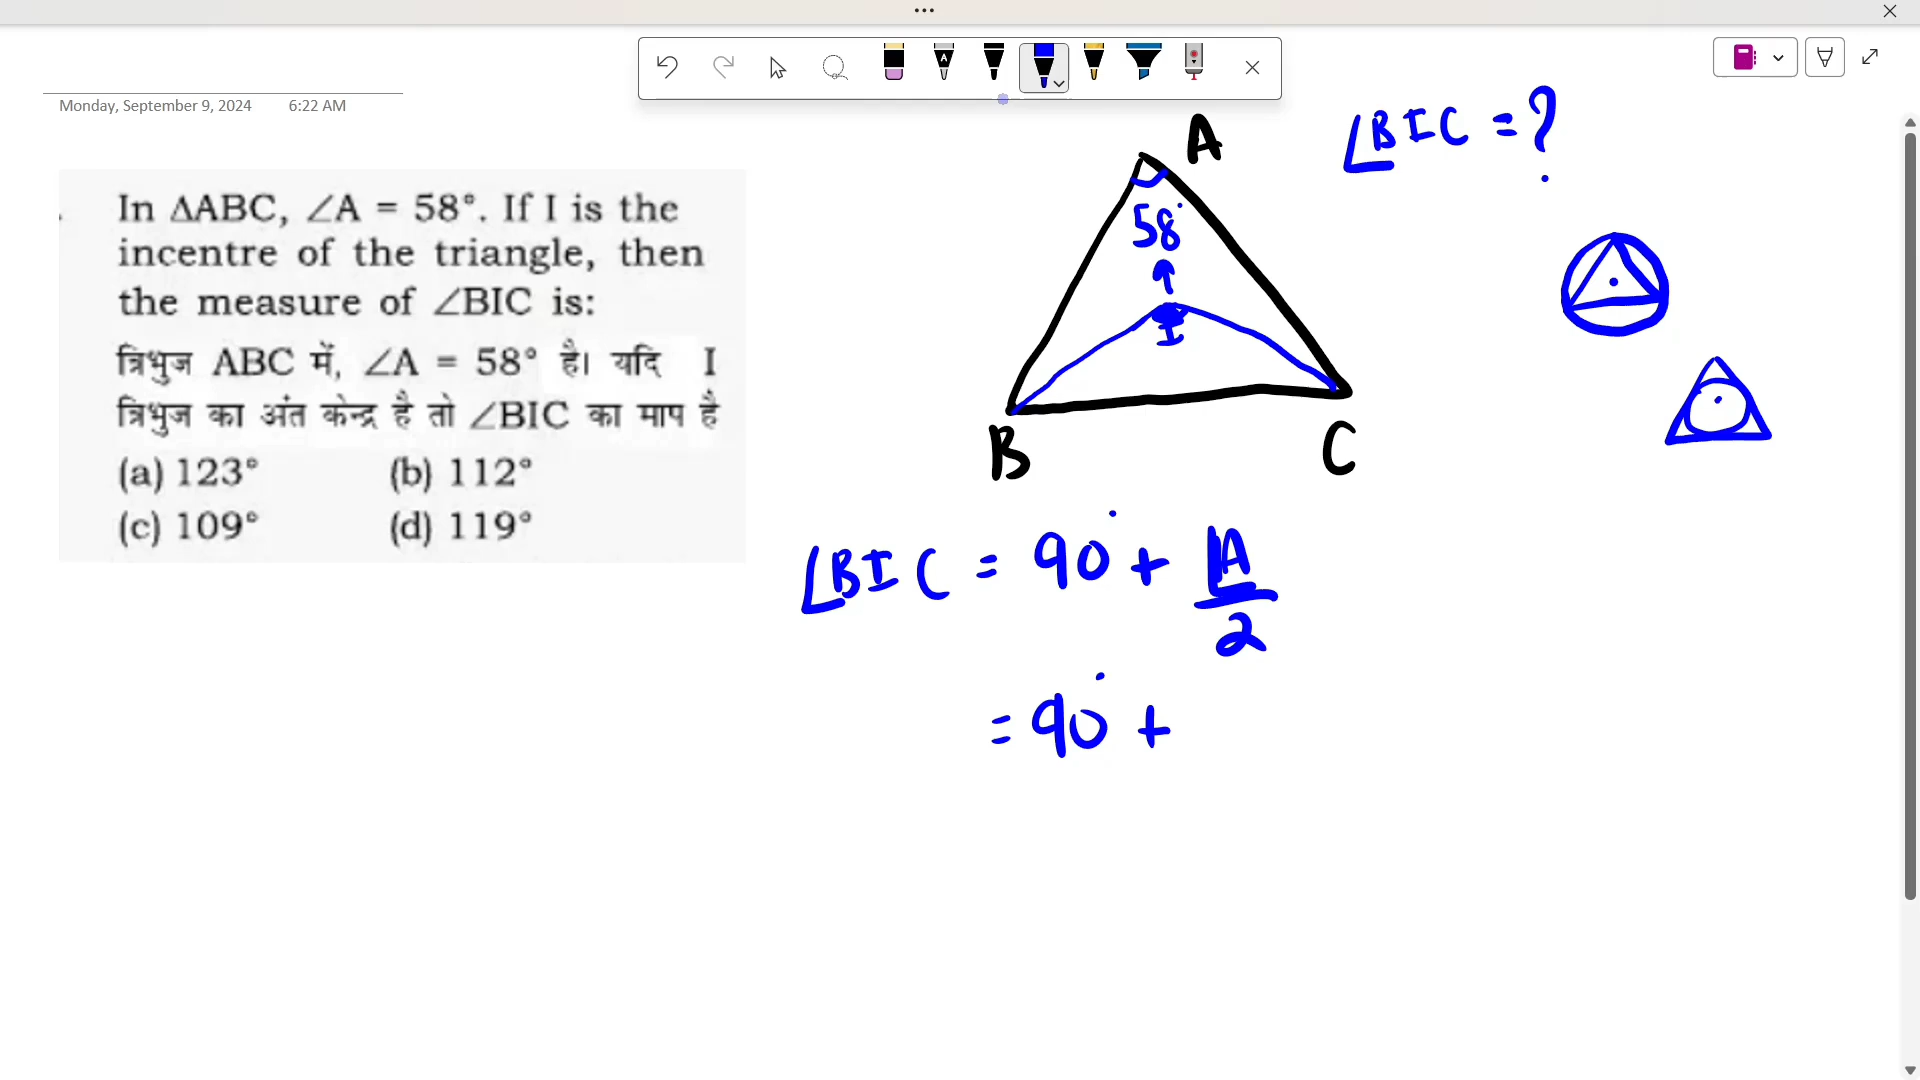 Monday, September 9, 2024 6:22 AM
In ΔABC, ∠A = 58°. If I is the
incentre of the triangle, then
the measure of ∠BIC is:
त्रिभुज ABC में, ∠A = 58° है। यदि I
त्रिभुज का अंत केन्द्र है तो ∠BIC का माप है
(a) 123° (b) 112°
(c) 109° (d) 119°
A
∠BIC = ?
58°
I
B C
∠BIC = 90° + ∠A/2
= 90° +